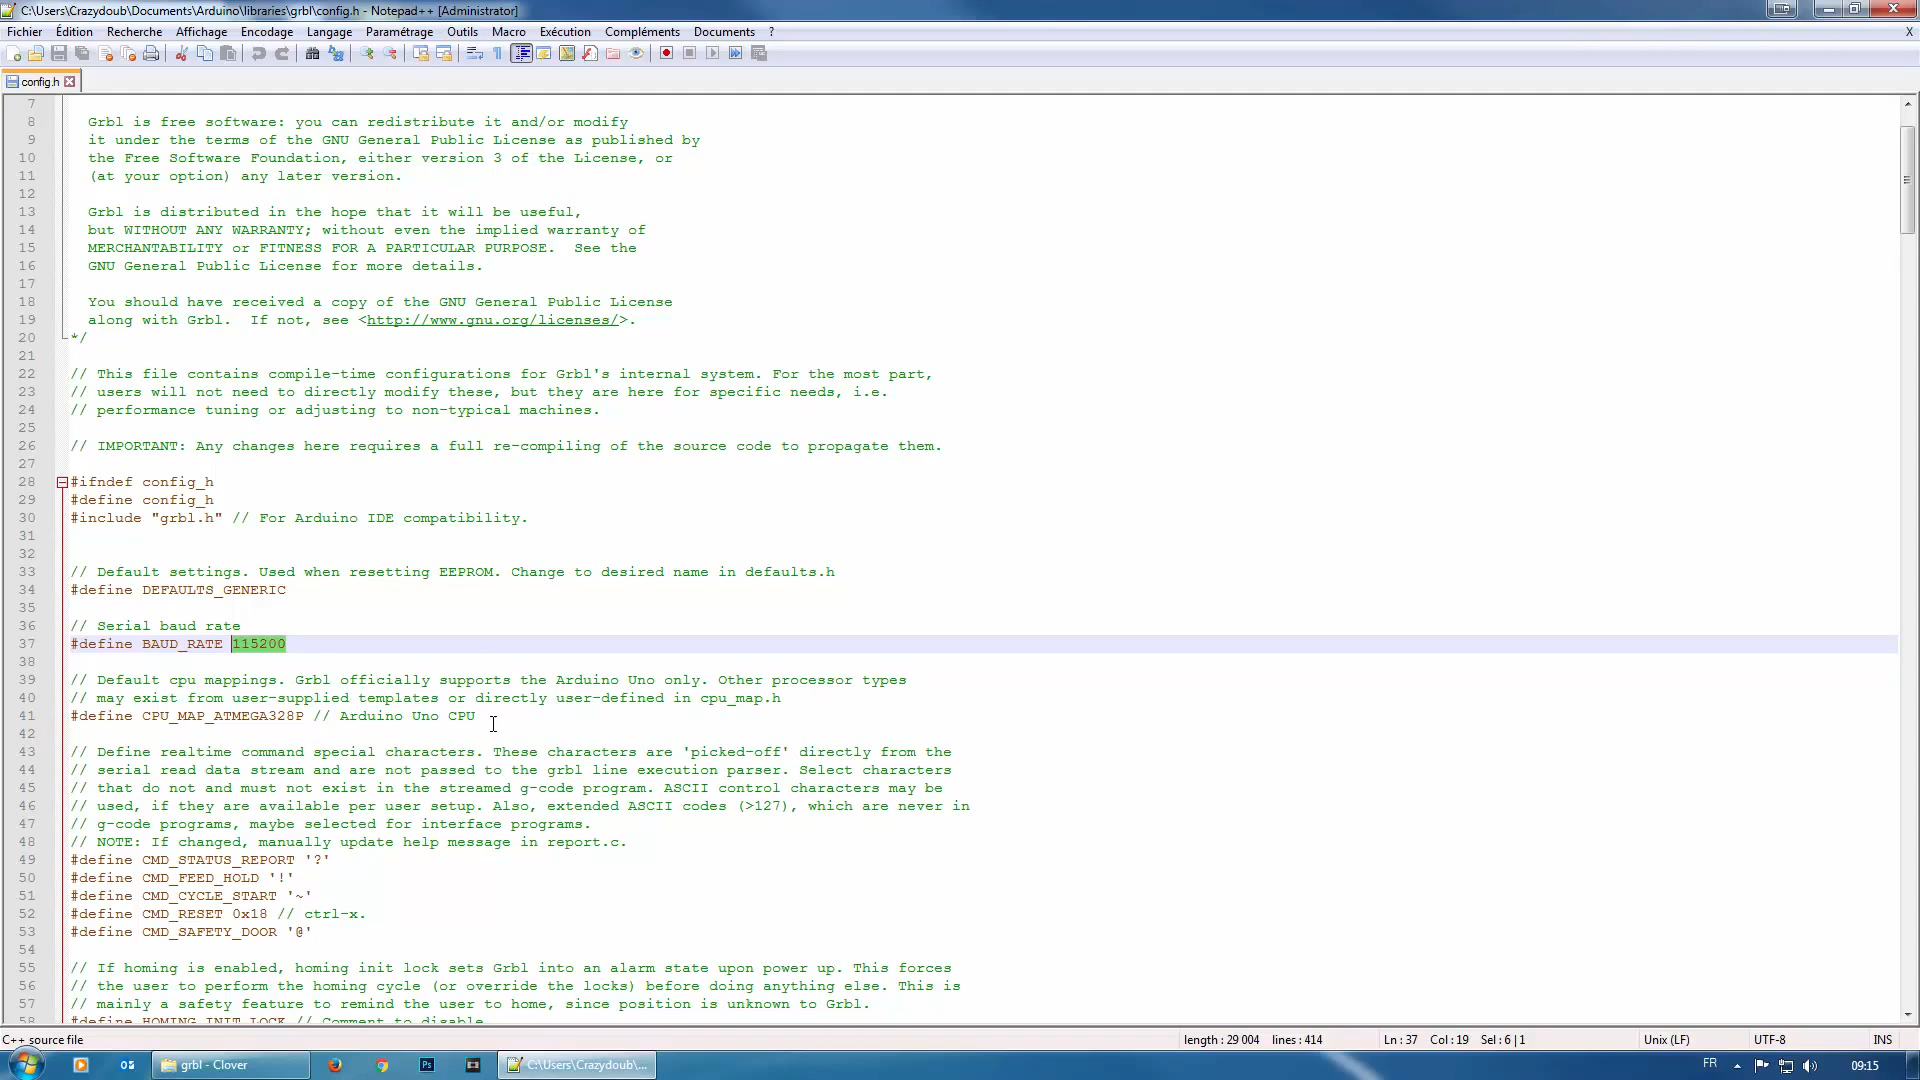 C:\Users\Crazydoub\Documents\Arduino\libraries\grbl\config.h - Notepad++ [Administrator]
Fichier Édition Recherche Affichage Encodage Langage Paramétrage Outils Macro Exécution Compléments Documents ? X
config.h
7
8 Grbl is free software: you can redistribute it and/or modify
9 it under the terms of the GNU General Public License as published by
10 the Free Software Foundation, either version 3 of the License, or
11 (at your option) any later version.
12
13 Grbl is distributed in the hope that it will be useful,
14 but WITHOUT ANY WARRANTY; without even the implied warranty of
15 MERCHANTABILITY or FITNESS FOR A PARTICULAR PURPOSE.  See the
16 GNU General Public License for more details.
17
18 You should have received a copy of the GNU General Public License
19 along with Grbl.  If not, see <http://www.gnu.org/licenses/>.
20 */
21
22 // This file contains compile-time configurations for Grbl's internal system. For the most part,
23 // users will not need to directly modify these, but they are here for specific needs, i.e.
24 // performance tuning or adjusting to non-typical machines.
25
26 // IMPORTANT: Any changes here requires a full re-compiling of the source code to propagate them.
27
28 #ifndef config_h
29 #define config_h
30 #include "grbl.h" // For Arduino IDE compatibility.
31
32
33 // Default settings. Used when resetting EEPROM. Change to desired name in defaults.h
34 #define DEFAULTS_GENERIC
35
36 // Serial baud rate
37 #define BAUD_RATE 115200
38
39 // Default cpu mappings. Grbl officially supports the Arduino Uno only. Other processor types
40 // may exist from user-supplied templates or directly user-defined in cpu_map.h
41 #define CPU_MAP_ATMEGA328P // Arduino Uno CPU
42
43 // Define realtime command special characters. These characters are 'picked-off' directly from the
44 // serial read data stream and are not passed to the grbl line execution parser. Select characters
45 // that do not and must not exist in the streamed g-code program. ASCII control characters may be
46 // used, if they are available per user setup. Also, extended ASCII codes (>127), which are never in
47 // g-code programs, maybe selected for interface programs.
48 // NOTE: If changed, manually update help message in report.c.
49 #define CMD_STATUS_REPORT '?'
50 #define CMD_FEED_HOLD '!'
51 #define CMD_CYCLE_START '~'
52 #define CMD_RESET 0x18 // ctrl-x.
53 #define CMD_SAFETY_DOOR '@'
54
55 // If homing is enabled, homing init lock sets Grbl into an alarm state upon power up. This forces
56 // the user to perform the homing cycle (or override the locks) before doing anything else. This is
57 // mainly a safety feature to remind the user to home, since position is unknown to Grbl.
58 #define HOMING_INIT_LOCK // Comment to disable
C++ source file length : 29 004 lines : 414 Ln : 37 Col : 19 Sel : 6 | 1 Unix (LF) UTF-8 INS
grbl - Clover C:\Users\Crazydoub\... FR 09:15